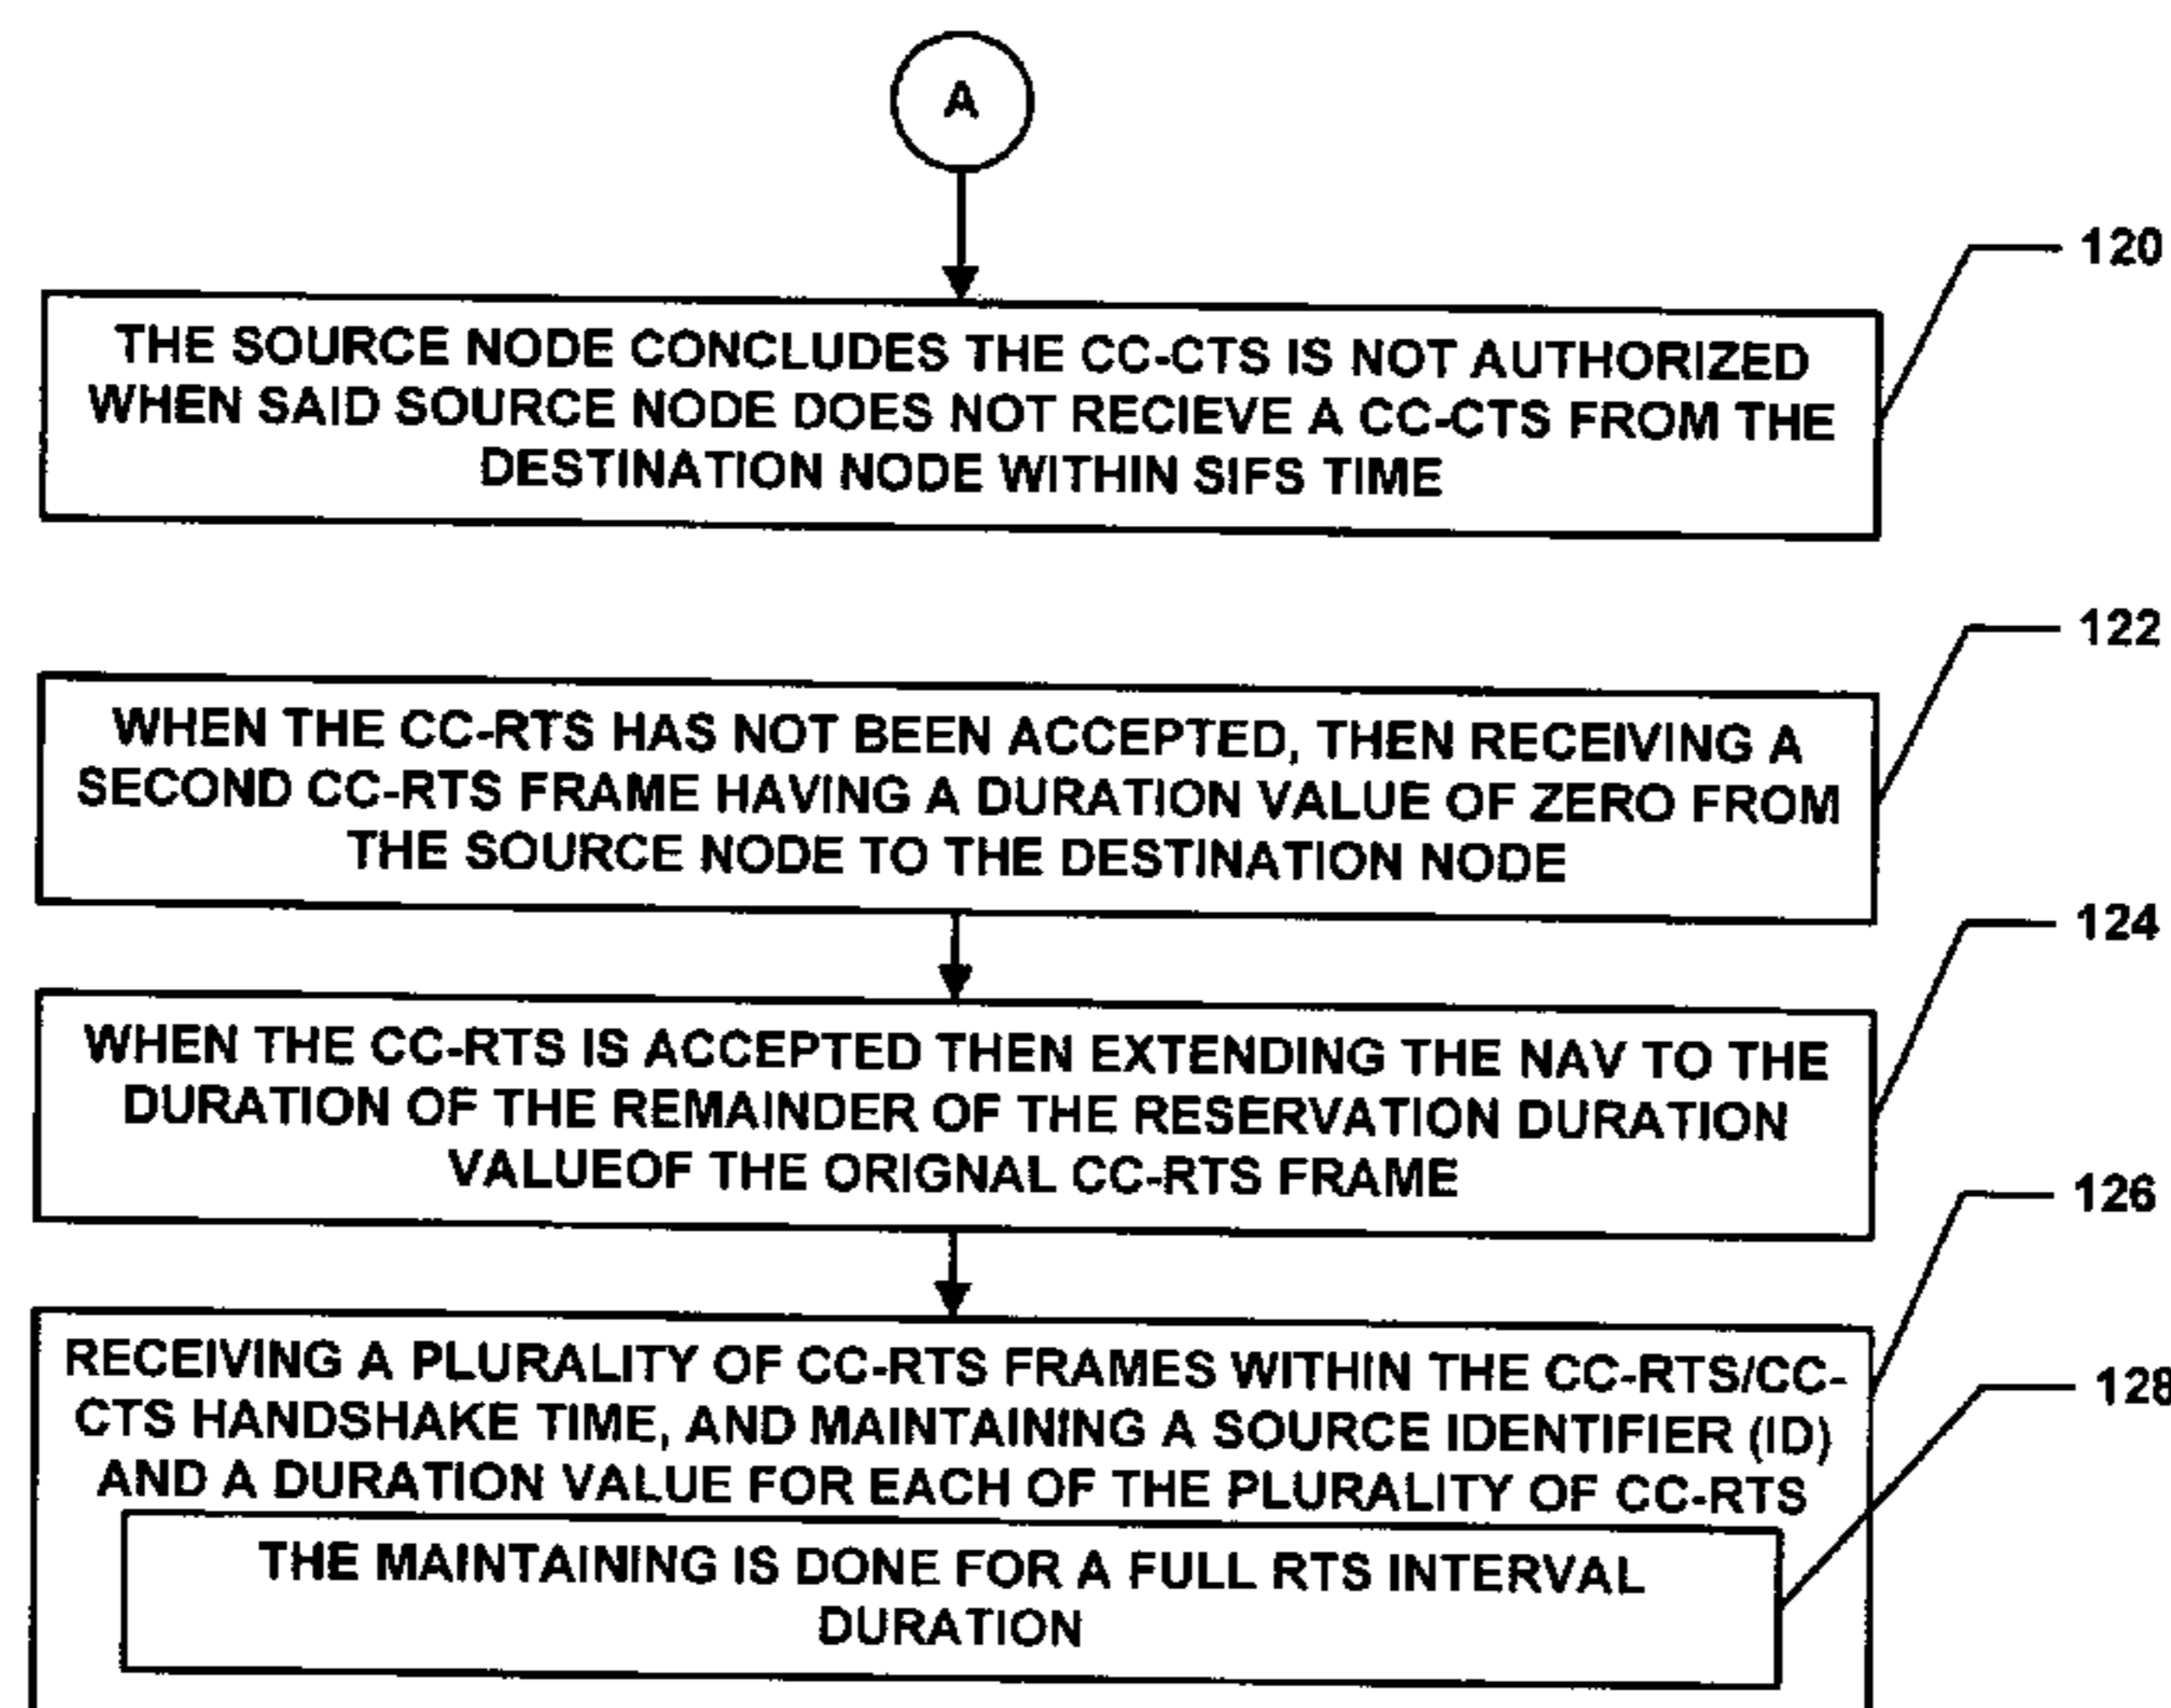 A
120
THE SOURCE NODE CONCLUDES THE CC-CTS IS NOT AUTHORIZED
WHEN SAID SOURCE NODE DOES NOT RECIEVE A CC-CTS FROM THE
DESTINATION NODE WITHIN SIFS TIME
122
WHEN THE CC-RTS HAS NOT BEEN ACCEPTED, THEN RECEIVING A
SECOND CC-RTS FRAME HAVING A DURATION VALUE OF ZERO FROM
THE SOURCE NODE TO THE DESTINATION NODE
124
WHEN THE CC-RTS IS ACCEPTED THEN EXTENDING THE NAV TO THE
DURATION OF THE REMAINDER OF THE RESERVATION DURATION
VALUEOF THE ORIGNAL CC-RTS FRAME
126
RECEIVING A PLURALITY OF CC-RTS FRAMES WITHIN THE CC-RTS/CC-
CTS HANDSHAKE TIME, AND MAINTAINING A SOURCE IDENTIFIER (ID)
AND A DURATION VALUE FOR EACH OF THE PLURALITY OF CC-RTS
128
THE MAINTAINING IS DONE FOR A FULL RTS INTERVAL
DURATION